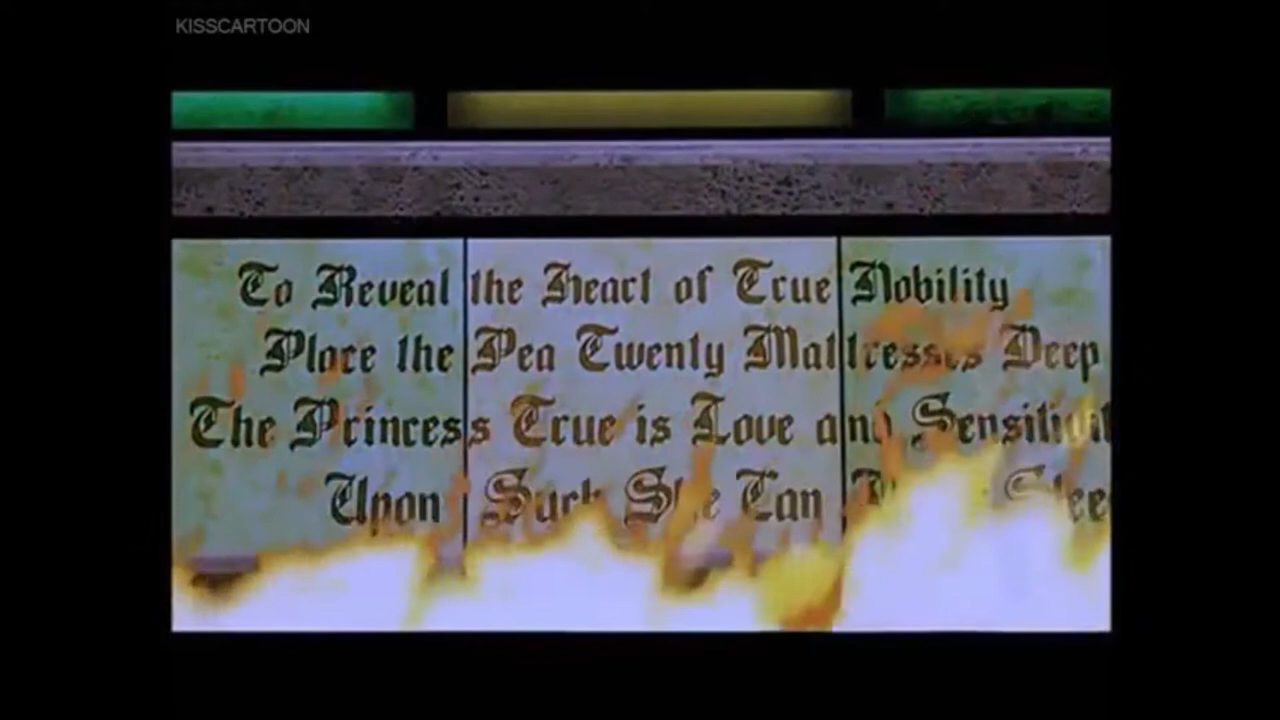 KISSCARTOON
To Reveal the Heart of True Nobility
Place the Pea Twenty Mattresses Deep
The Princess True is Love and
Upon Such She Can